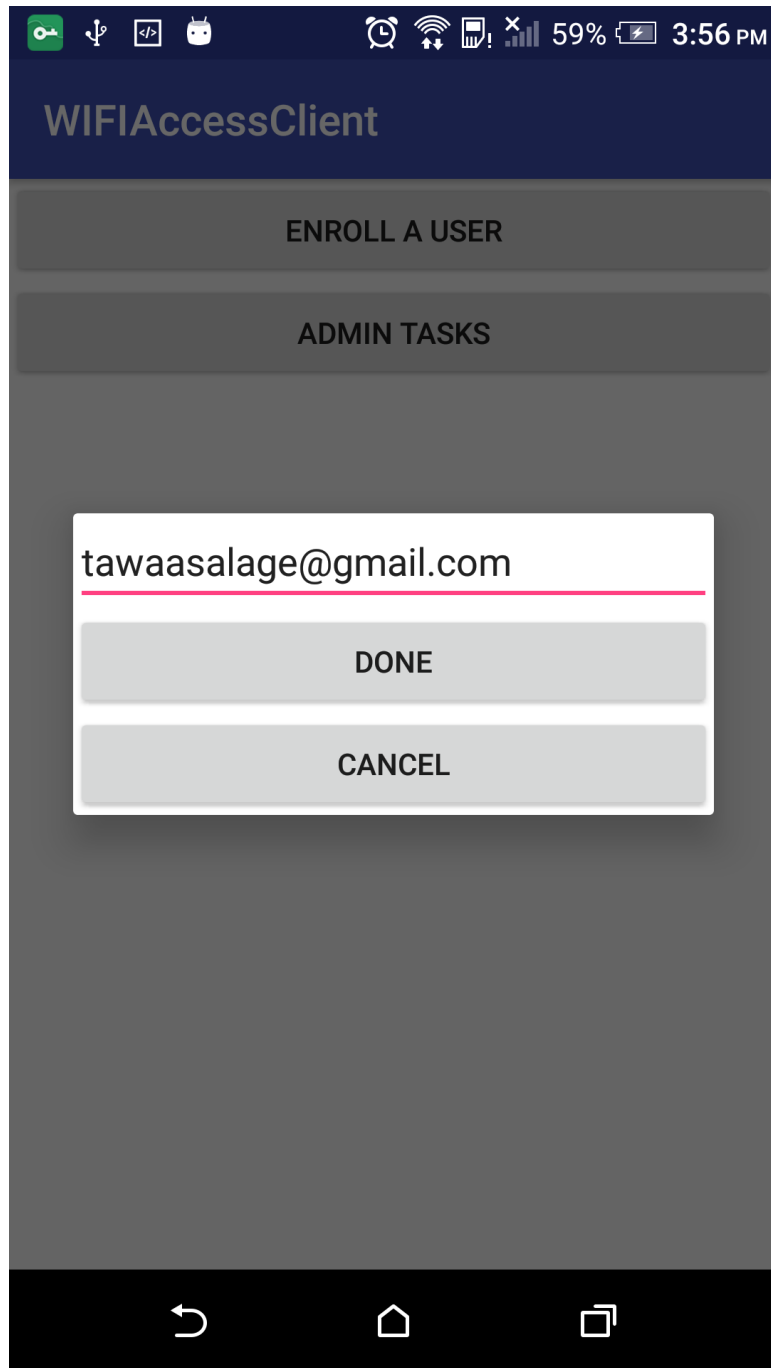 59% 3:56 PM
WIFIAccessClient
ENROLL A USER
ADMIN TASKS
tawaasalage@gmail.com
DONE
CANCEL